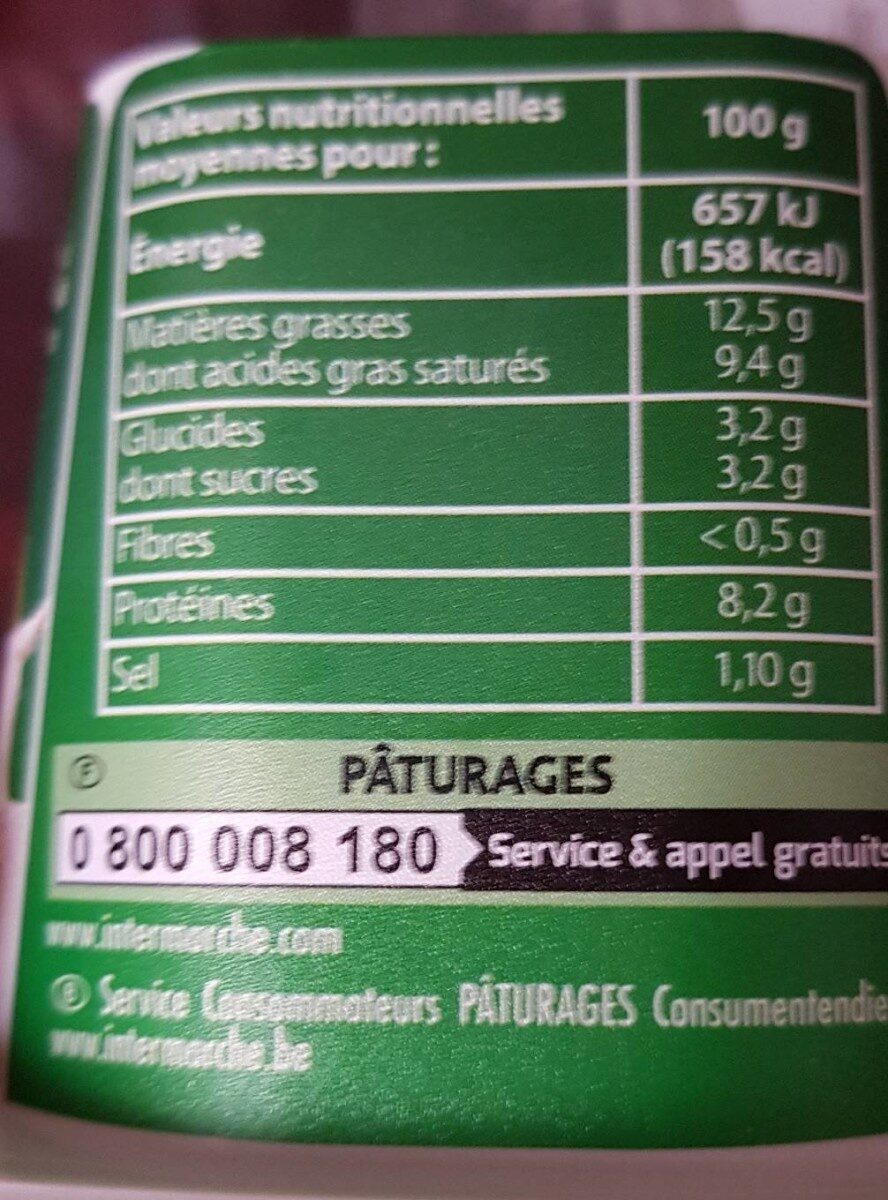 Valeurs nutritionnelles
moyennes pour :
100 g
Énergie
657 kJ
(158 kcal)
Matières grasses
12,5 g
dont acides gras saturés
9,4 g
Glucides
3,2 g
dont sucres
3,2 g
Fibres
< 0,5 g
Protéines
8,2 g
Sel
1,10 g
Ⓕ PÂTURAGES
0 800 008 180 Service & appel gratuits
www.intermarche.com
Ⓑ Service Consommateurs PÂTURAGES Consumentendie
www.intermarche.be